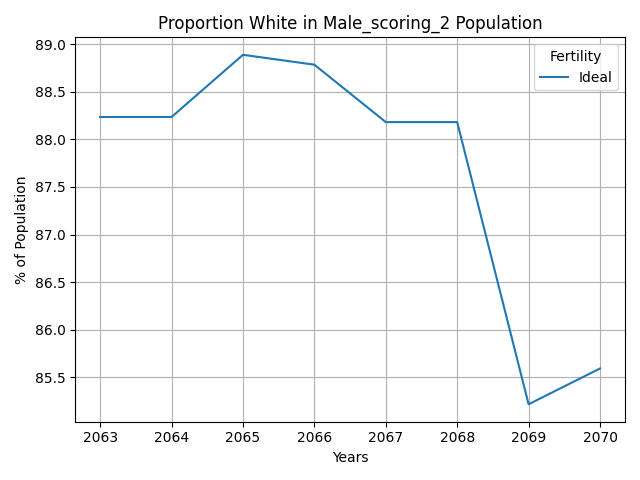 Proportion White in Male_scoring_2 Population
Fertility
Ideal
89.0
88.5
88.0
87.5
87.0
86.5
86.0
85.5
% of Population
2063 2064 2065 2066 2067 2068 2069 2070
Years